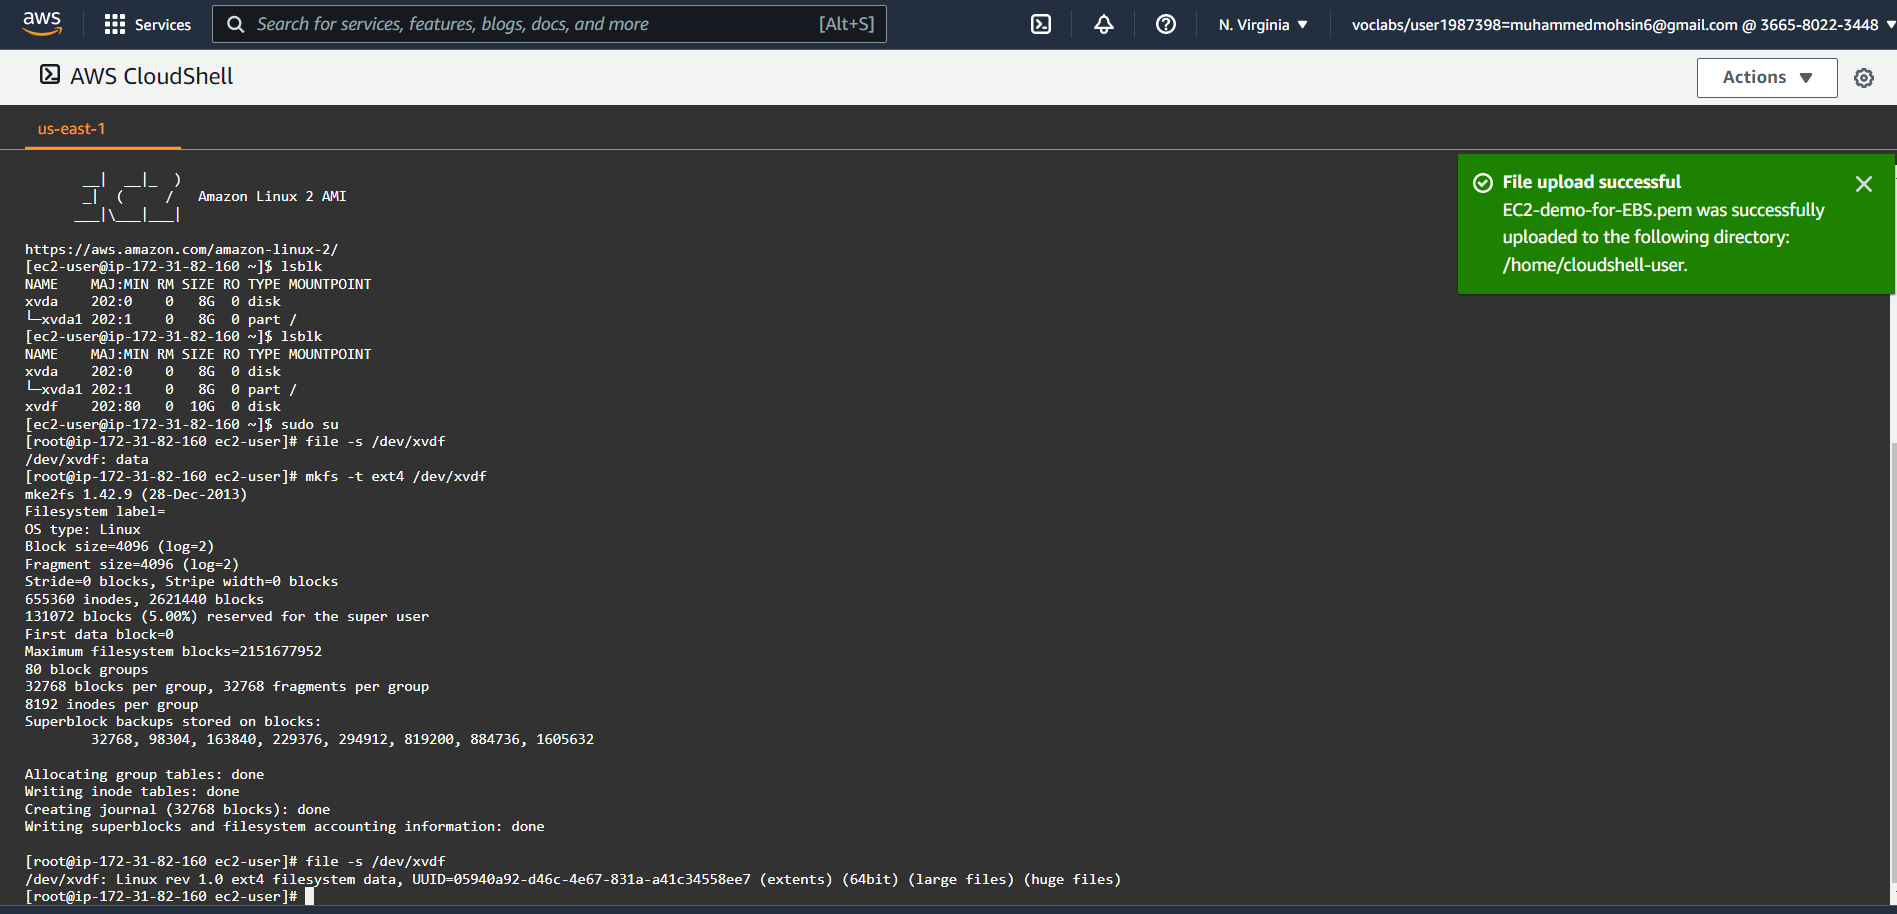 aws
Services
Search for services, features, blogs, docs, and more [Alt+S]
N. Virginia ▼
voclabs/user1987398=muhammedmohsin6@gmail.com @ 3665-8022-3448 ▼
AWS CloudShell
Actions ▼
us-east-1
File upload successful
EC2-demo-for-EBS.pem was successfully
uploaded to the following directory:
/home/cloudshell-user.
       __|  __|_  )
       _|  (     /   Amazon Linux 2 AMI
      ___|\___|___|
https://aws.amazon.com/amazon-linux-2/
[ec2-user@ip-172-31-82-160 ~]$ lsblk
NAME    MAJ:MIN RM SIZE RO TYPE MOUNTPOINT
xvda    202:0    0   8G  0 disk
└─xvda1 202:1    0   8G  0 part /
[ec2-user@ip-172-31-82-160 ~]$ lsblk
NAME    MAJ:MIN RM SIZE RO TYPE MOUNTPOINT
xvda    202:0    0   8G  0 disk
└─xvda1 202:1    0   8G  0 part /
xvdf    202:80   0  10G  0 disk
[ec2-user@ip-172-31-82-160 ~]$ sudo su
[root@ip-172-31-82-160 ec2-user]# file -s /dev/xvdf
/dev/xvdf: data
[root@ip-172-31-82-160 ec2-user]# mkfs -t ext4 /dev/xvdf
mke2fs 1.42.9 (28-Dec-2013)
Filesystem label=
OS type: Linux
Block size=4096 (log=2)
Fragment size=4096 (log=2)
Stride=0 blocks, Stripe width=0 blocks
655360 inodes, 2621440 blocks
131072 blocks (5.00%) reserved for the super user
First data block=0
Maximum filesystem blocks=2151677952
80 block groups
32768 blocks per group, 32768 fragments per group
8192 inodes per group
Superblock backups stored on blocks:
        32768, 98304, 163840, 229376, 294912, 819200, 884736, 1605632
Allocating group tables: done
Writing inode tables: done
Creating journal (32768 blocks): done
Writing superblocks and filesystem accounting information: done
[root@ip-172-31-82-160 ec2-user]# file -s /dev/xvdf
/dev/xvdf: Linux rev 1.0 ext4 filesystem data, UUID=05940a92-d46c-4e67-831a-a41c34558ee7 (extents) (64bit) (large files) (huge files)
[root@ip-172-31-82-160 ec2-user]#